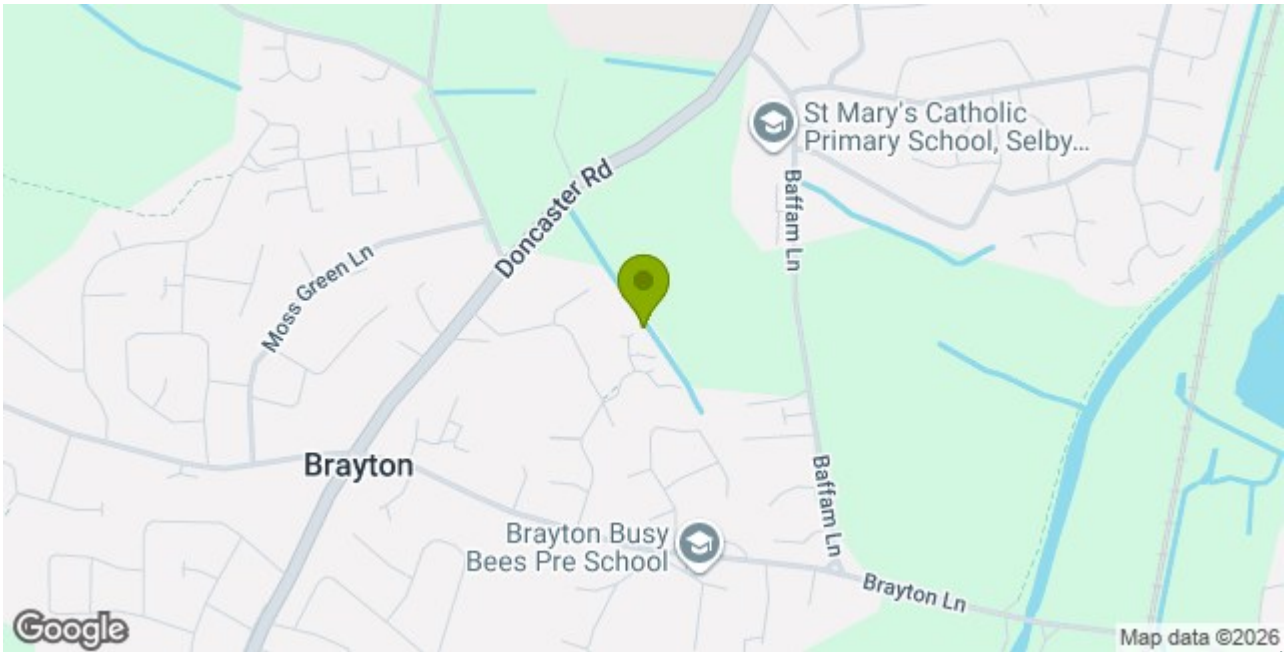 St Mary's Catholic
Primary School, Selby...
Doncaster Rd
Baffam Ln
Moss Green Ln
Brayton
Baffam Ln
Brayton Busy
Bees Pre School
Brayton Ln
Google
Map data ©2026